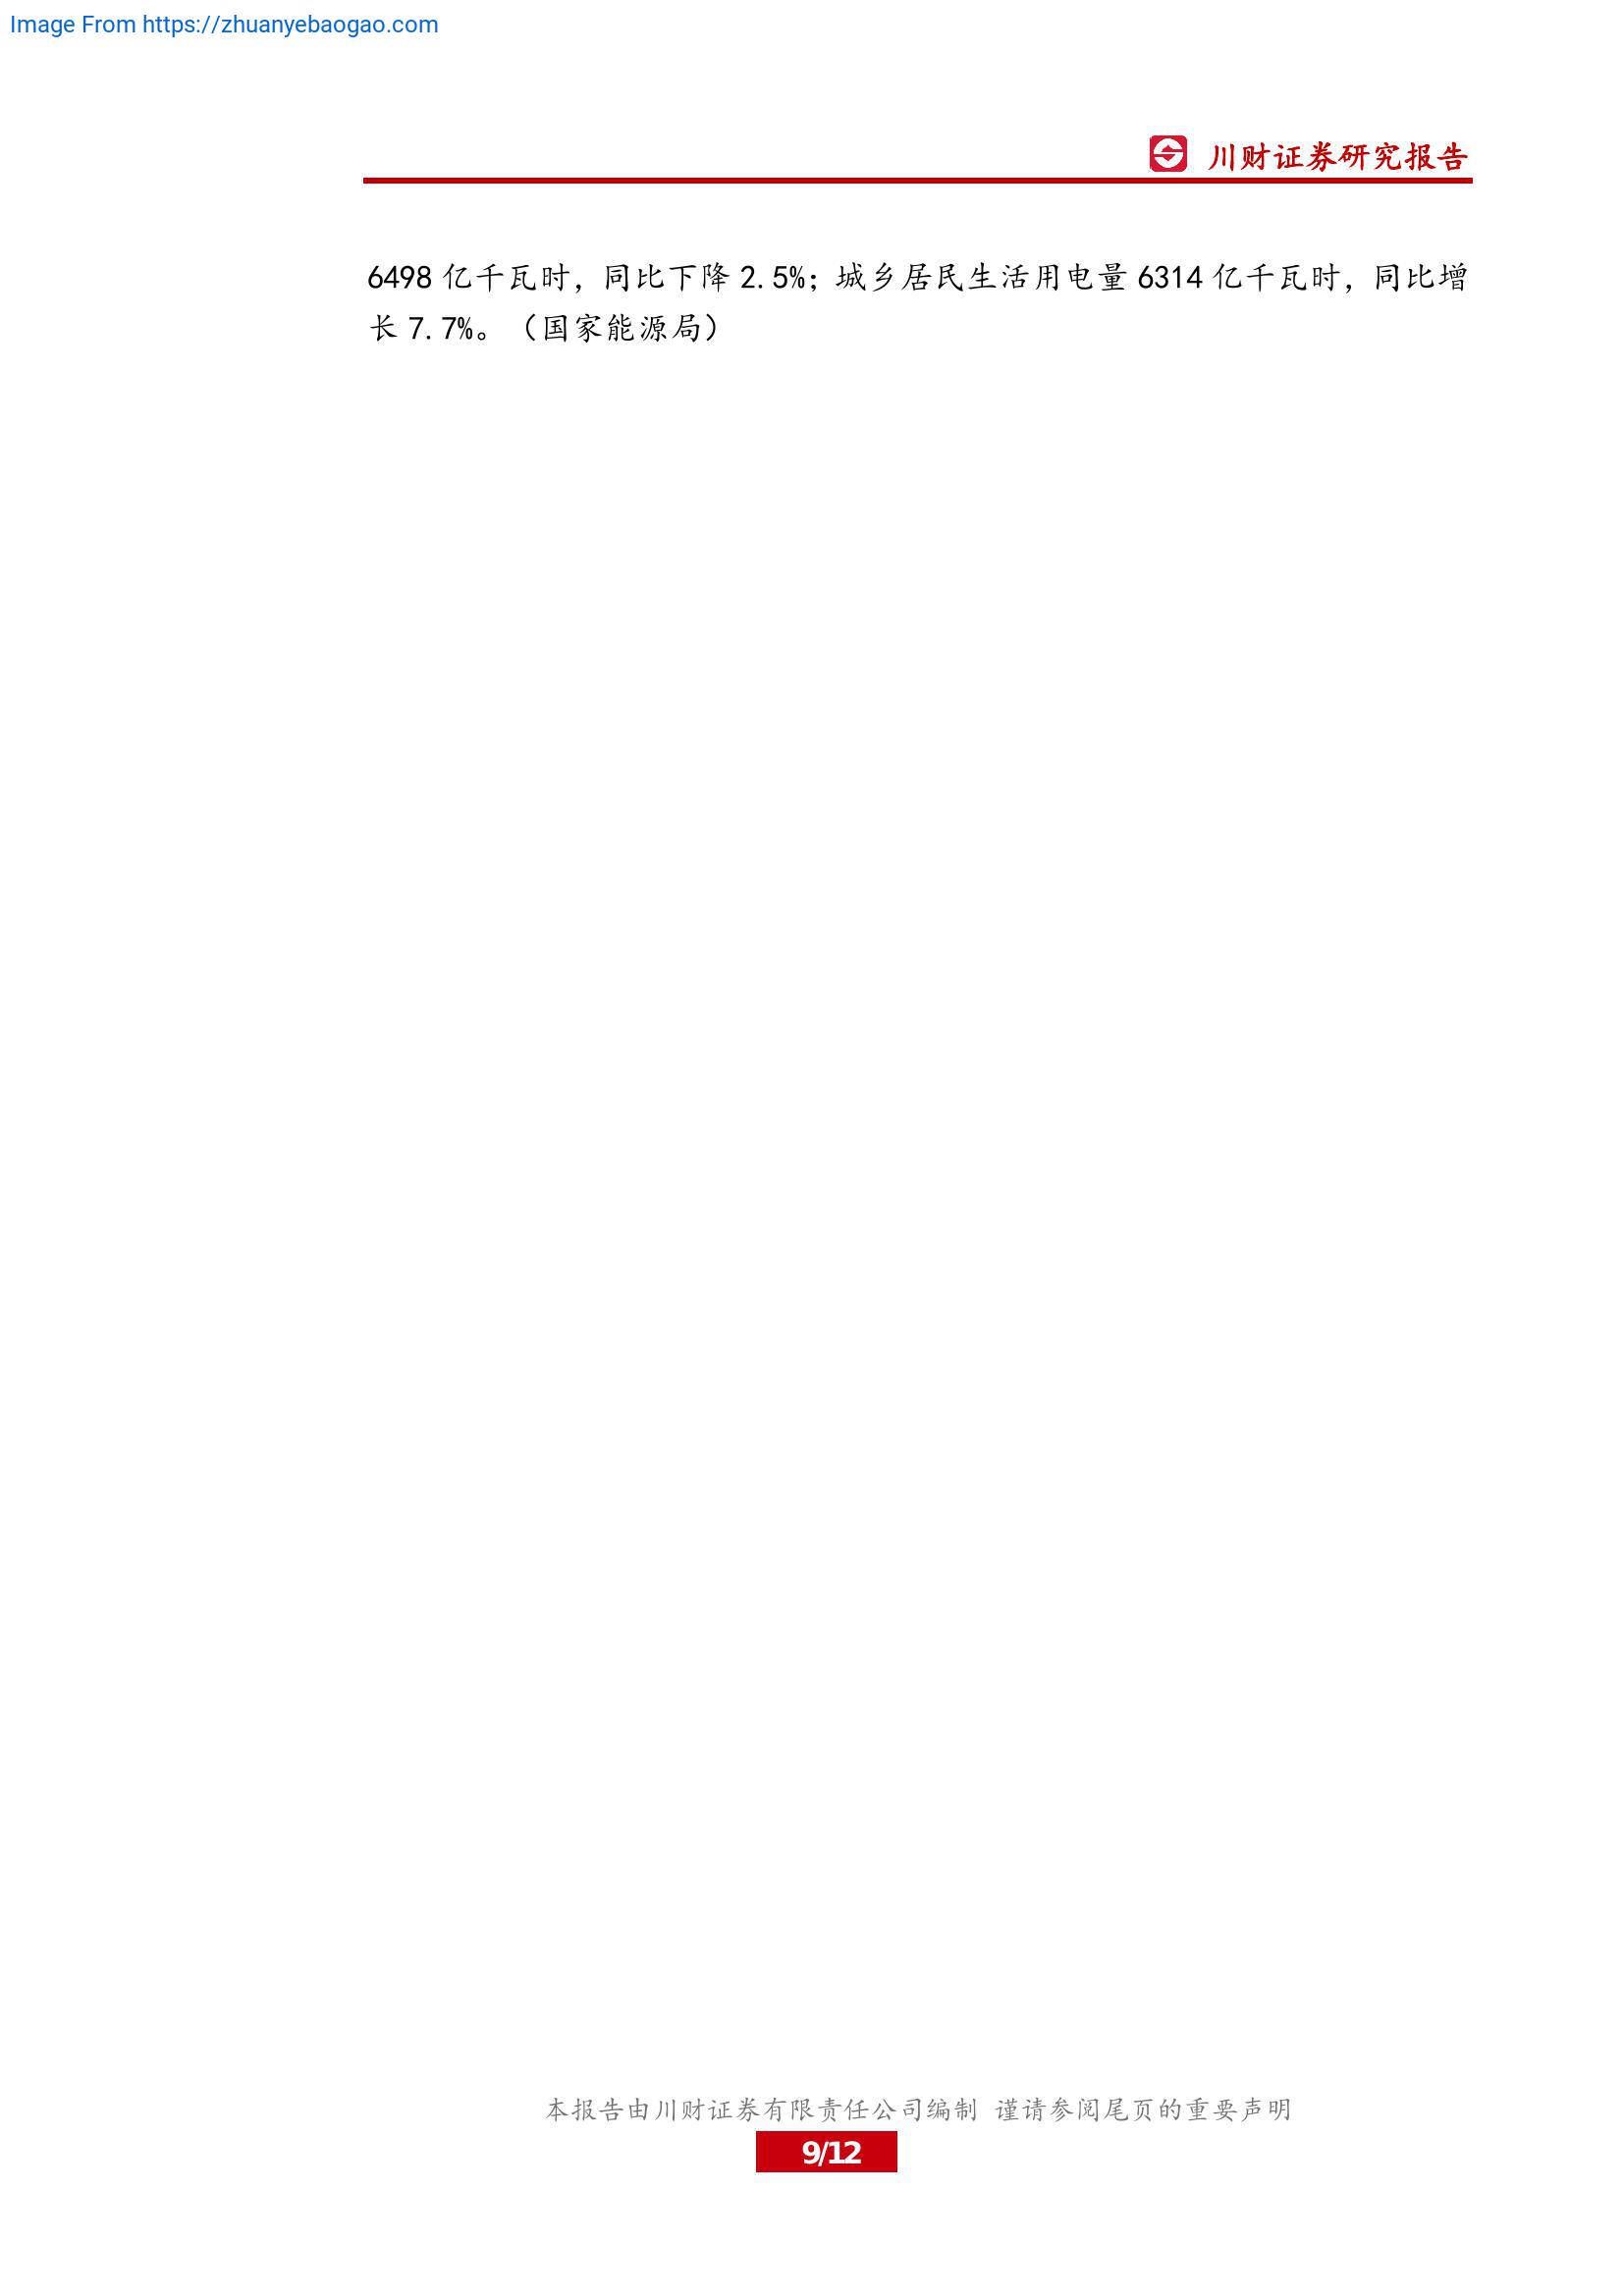 Image From https://zhuanyebaogao.com
川财证券研究报告
6498 亿千瓦时，同比下降 2.5%；城乡居民生活用电量 6314 亿千瓦时，同比增
长 7.7%。（国家能源局）
本报告由川财证券有限责任公司编制 谨请参阅尾页的重要声明
9/12